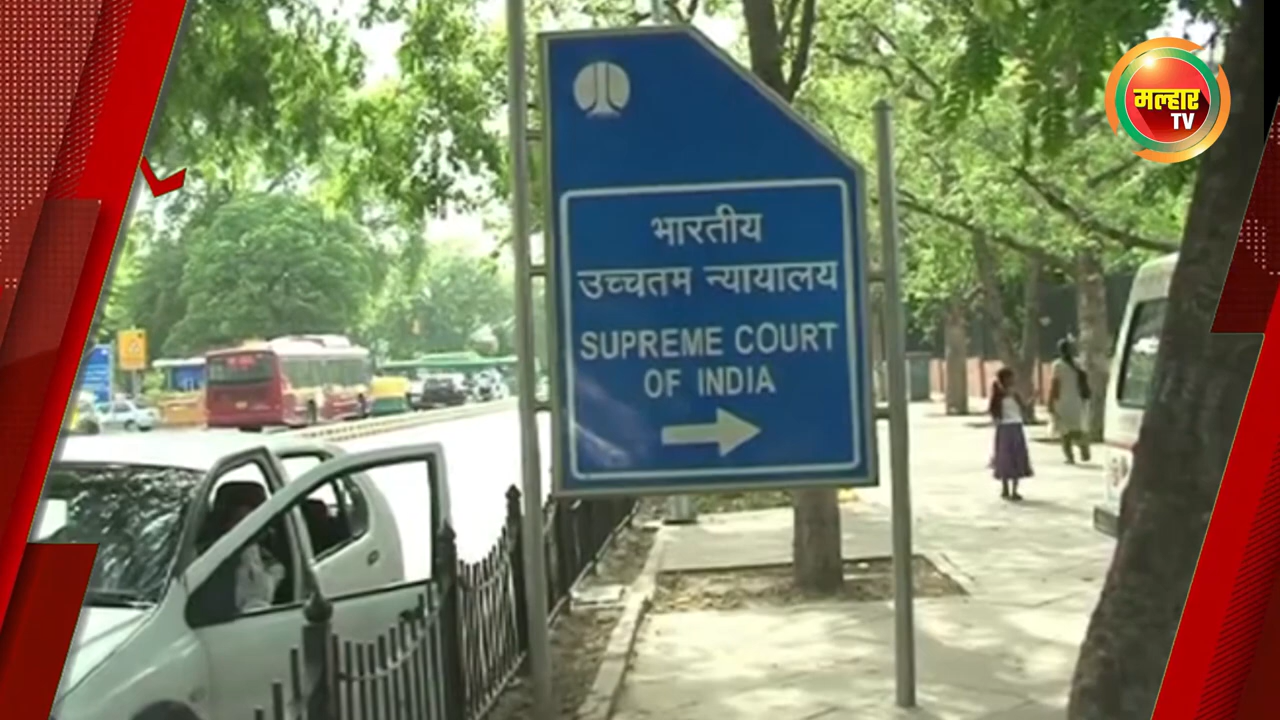 मल्हार
TV
भारतीय
उच्चतम न्यायालय
SUPREME COURT
OF INDIA